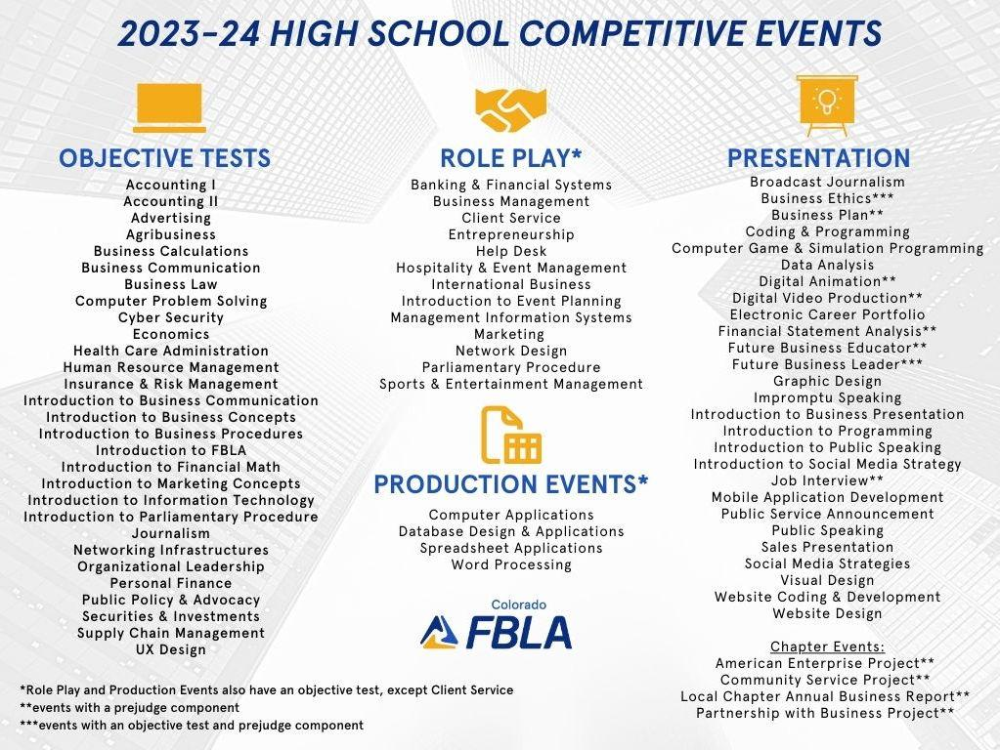 2023-24 HIGH SCHOOL COMPETITIVE EVENTS
OBJECTIVE TESTS
Accounting I
Accounting II
Advertising
Agribusiness
Business Calculations
Business Communication
Business Law
Computer Problem Solving
Cyber Security
Economics
Health Care Administration
Human Resource Management
Insurance & Risk Management
Introduction to Business Communication
Introduction to Business Concepts
Introduction to Business Procedures
Introduction to FBLA
Introduction to Financial Math
Introduction to Marketing Concepts
Introduction to Information Technology
Introduction to Parliamentary Procedure
Journalism
Networking Infrastructures
Organizational Leadership
Personal Finance
Public Policy & Advocacy
Securities & Investments
Supply Chain Management
UX Design
ROLE PLAY*
Banking & Financial Systems
Business Management
Client Service
Entrepreneurship
Help Desk
Hospitality & Event Management
International Business
Introduction to Event Planning
Management Information Systems
Marketing
Network Design
Parliamentary Procedure
Sports & Entertainment Management
PRODUCTION EVENTS*
Computer Applications
Database Design & Applications
Spreadsheet Applications
Word Processing
Colorado
FBLA
PRESENTATION
Broadcast Journalism
Business Ethics***
Business Plan**
Coding & Programming
Computer Game & Simulation Programming
Data Analysis
Digital Animation**
Digital Video Production**
Electronic Career Portfolio
Financial Statement Analysis**
Future Business Educator**
Future Business Leader***
Graphic Design
Impromptu Speaking
Introduction to Business Presentation
Introduction to Programming
Introduction to Public Speaking
Introduction to Social Media Strategy
Job Interview**
Mobile Application Development
Public Service Announcement
Public Speaking
Sales Presentation
Social Media Strategies
Visual Design
Website Coding & Development
Website Design
Chapter Events:
American Enterprise Project**
Community Service Project**
Local Chapter Annual Business Report**
Partnership with Business Project**
*Role Play and Production Events also have an objective test, except Client Service
**events with a prejudge component
***events with an objective test and prejudge component